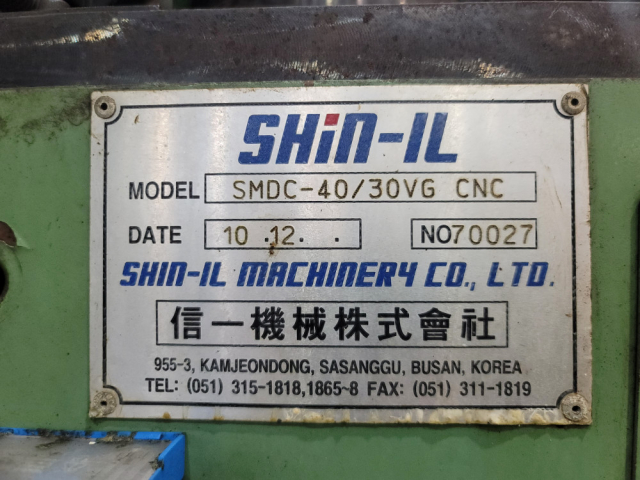 SHIN-IL
MODEL SMDC-40/30VG CNC
DATE 10 .12. . NO70027
SHIN-IL MACHINERY CO., LTD.
信一機械株式會社
955-3, KAMJEONDONG, SASANGGU, BUSAN, KOREA
TEL: (051) 315-1818,1865~8 FAX: (051) 311-1819